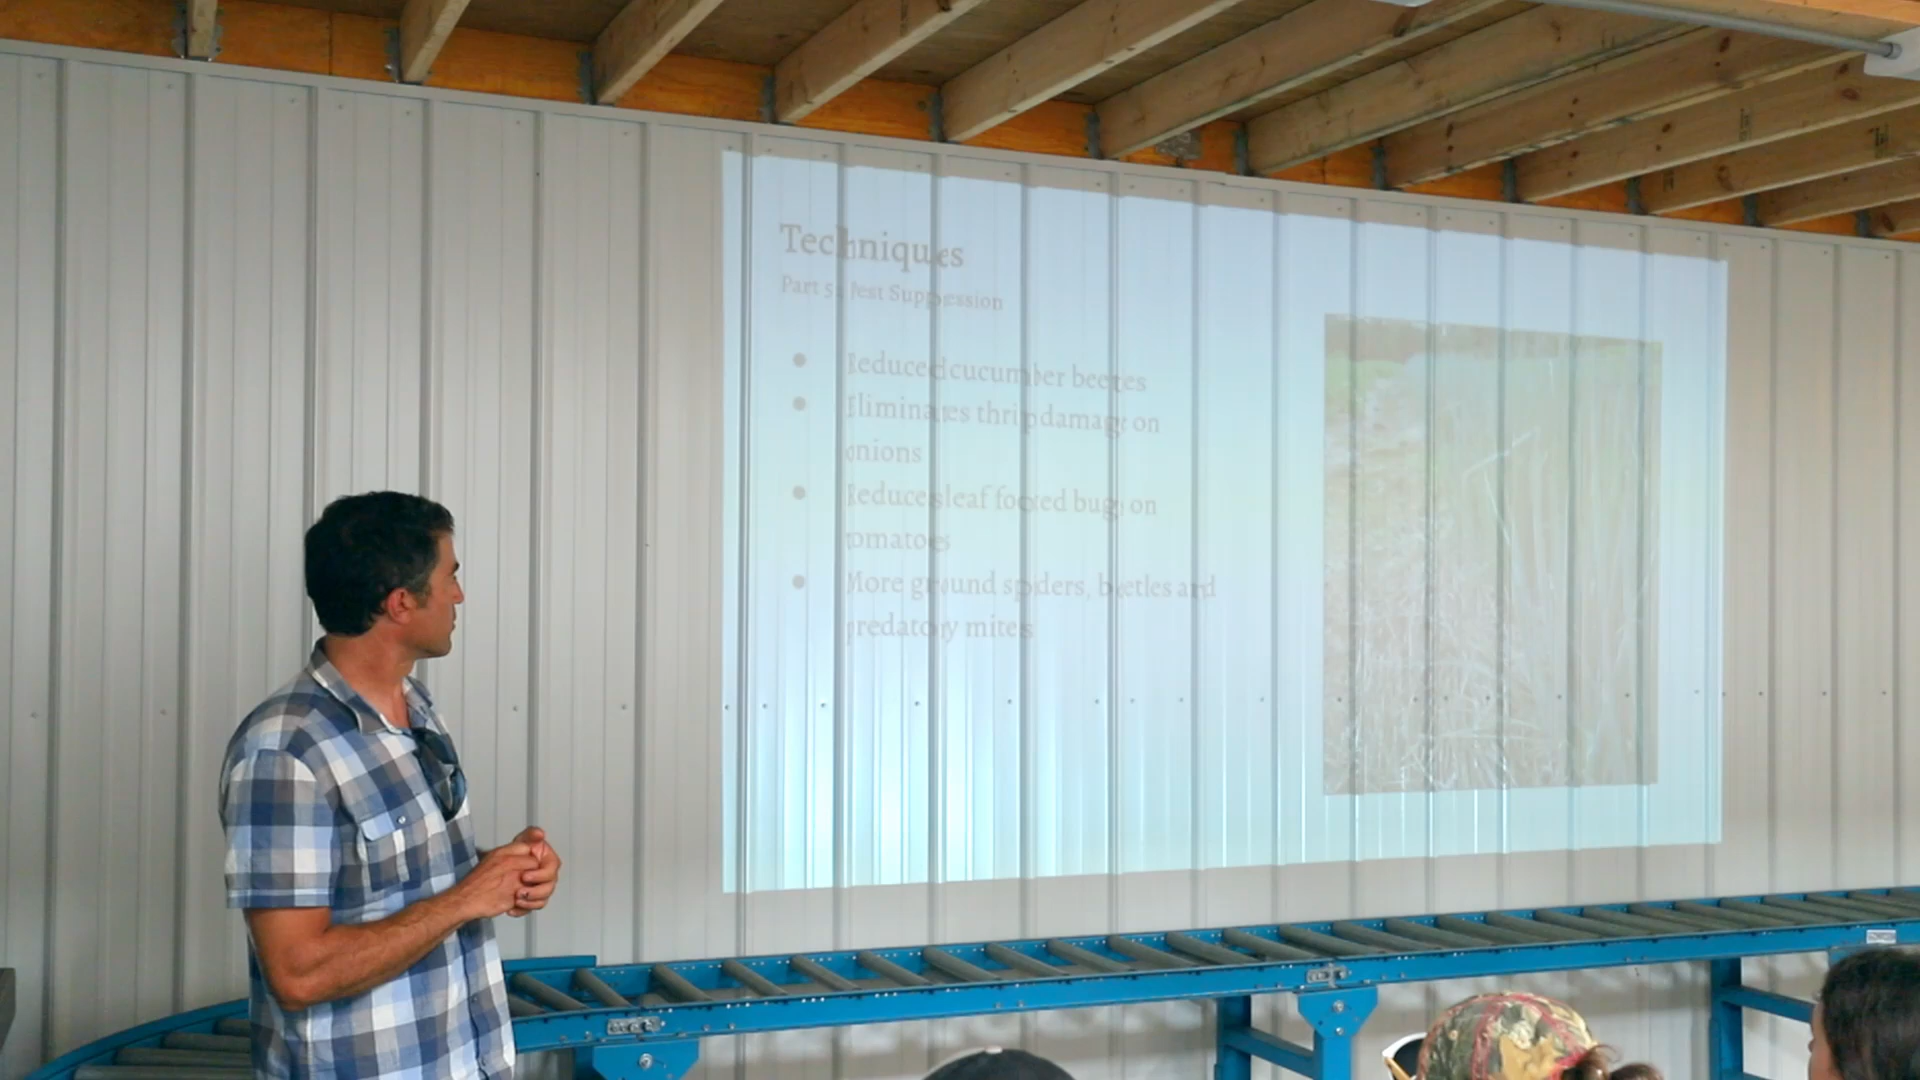 Techniques
Part 5: Pest Suppression
Reduced cucumber beetles
Eliminates thrip damage on
onions
Reduces leaf footed bugs on
tomatoes
More ground spiders, beetles and
predatory mites